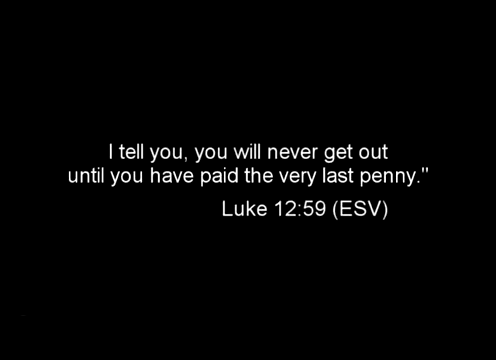 I tell you, you will never get out
until you have paid the very last penny."
Luke 12:59 (ESV)